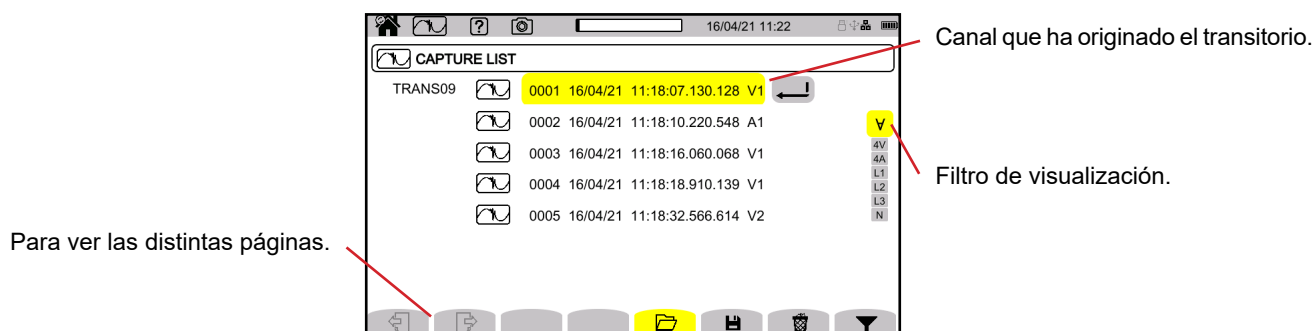 16/04/21 11:22
Canal que ha originado el transitorio.
CAPTURE LIST
TRANS09 0001 16/04/21 11:18:07.130.128 V1
0002 16/04/21 11:18:10.220.548 A1
0003 16/04/21 11:18:16.060.068 V1
0004 16/04/21 11:18:18.910.139 V1
0005 16/04/21 11:18:32.566.614 V2
∀
4V
4A
L1
L2
L3
N
Filtro de visualización.
Para ver las distintas páginas.
?